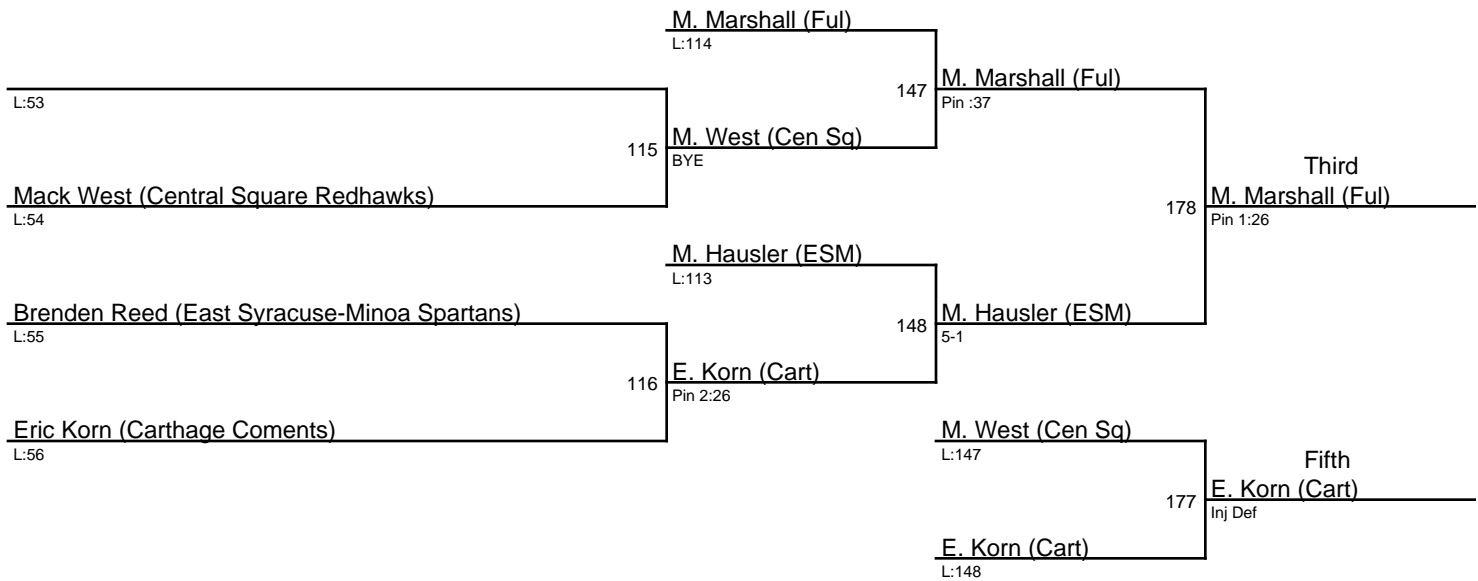 M. Marshall (Ful)
L:114
L:53
147
M. Marshall (Ful)
Pin :37
115
M. West (Cen Sq)
BYE
Mack West (Central Square Redhawks)
L:54
Third
178
M. Marshall (Ful)
Pin 1:26
M. Hausler (ESM)
L:113
Brenden Reed (East Syracuse-Minoa Spartans)
L:55
148
M. Hausler (ESM)
5-1
116
E. Korn (Cart)
Pin 2:26
Eric Korn (Carthage Coments)
L:56
M. West (Cen Sq)
L:147
Fifth
177
E. Korn (Cart)
Inj Def
E. Korn (Cart)
L:148